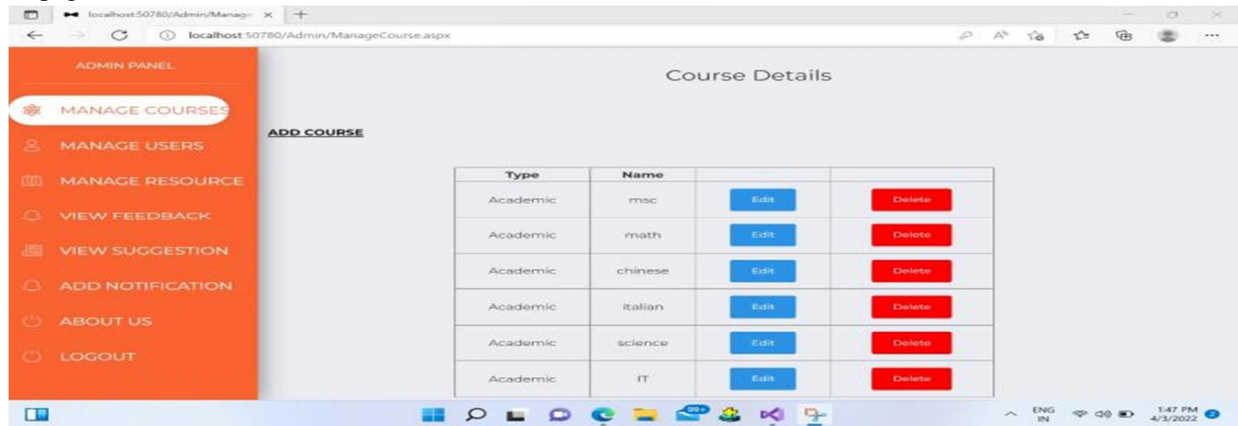 localhost:50780/Admin/Manage
localhost:50780/Admin/ManageCourse.aspx
ADMIN PANEL
Course Details
MANAGE COURSES
ADD COURSE
MANAGE USERS
MANAGE RESOURCE
VIEW FEEDBACK
VIEW SUGGESTION
ADD NOTIFICATION
ABOUT US
LOGOUT
Type Name
Academic msc Edit Delete
Academic math Edit Delete
Academic chinese Edit Delete
Academic italian Edit Delete
Academic science Edit Delete
Academic IT Edit Delete
99+
ENG
IN
1:47 PM
4/3/2022
2